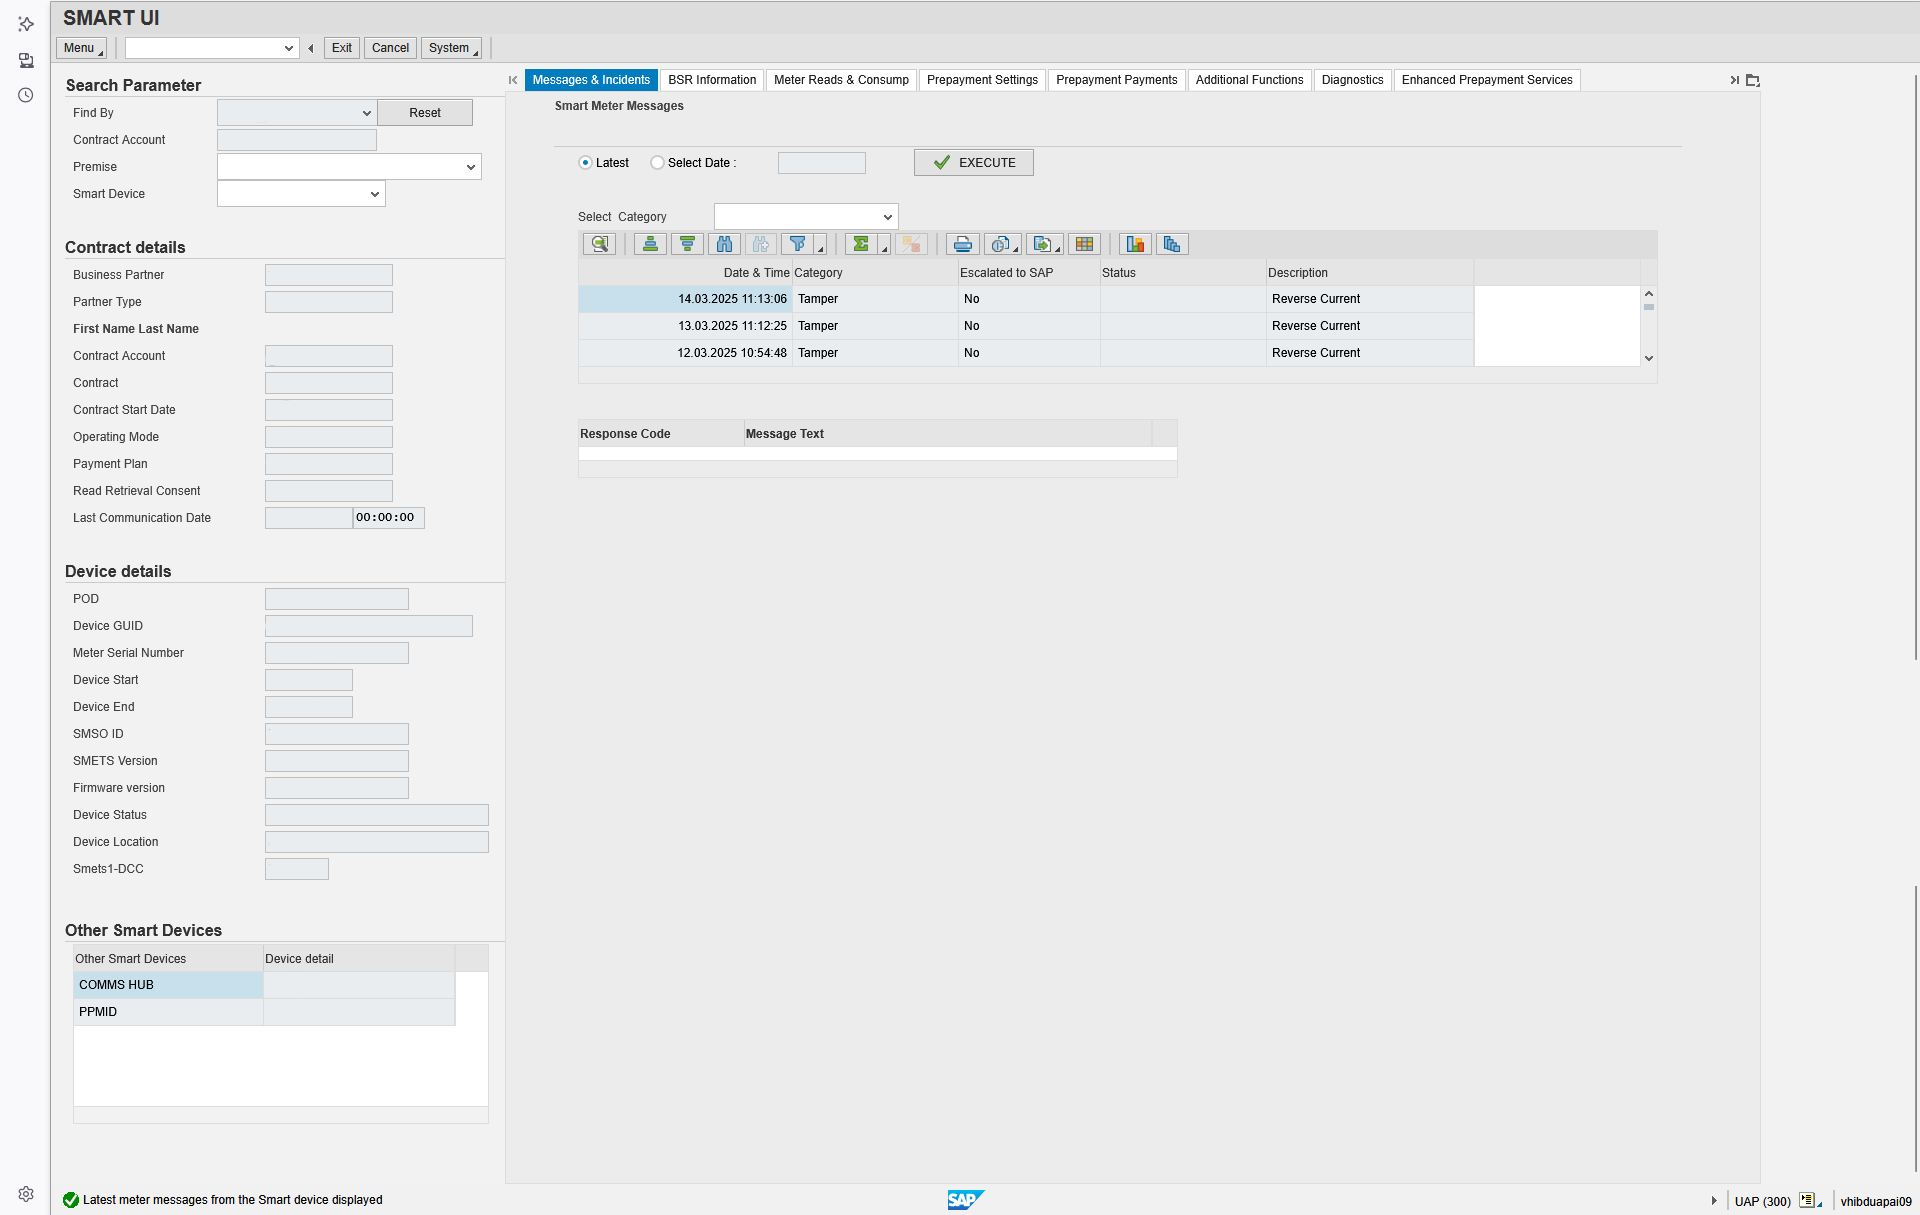 SMART UI
Menu
Exit
Cancel
System
Search Parameter
Find By
Reset
Contract Account
Premise
Smart Device
Contract details
Business Partner
Partner Type
First Name Last Name
Contract Account
Contract
Contract Start Date
Operating Mode
Payment Plan
Read Retrieval Consent
Last Communication Date 00:00:00
Device details
POD
Device GUID
Meter Serial Number
Device Start
Device End
SMSO ID
SMETS Version
Firmware version
Device Status
Device Location
Smets1-DCC
Other Smart Devices
Other Smart Devices Device detail
COMMS HUB
PPMID
Messages & Incidents BSR Information Meter Reads & Consump Prepayment Settings Prepayment Payments Additional Functions Diagnostics Enhanced Prepayment Services
Smart Meter Messages
Latest Select Date : EXECUTE
Select Category
Date & Time Category Escalated to SAP Status Description
14.03.2025 11:13:06 Tamper No Reverse Current
13.03.2025 11:12:25 Tamper No Reverse Current
12.03.2025 10:54:48 Tamper No Reverse Current
Response Code Message Text
Latest meter messages from the Smart device displayed
SAP
UAP (300)
vhibduapai09